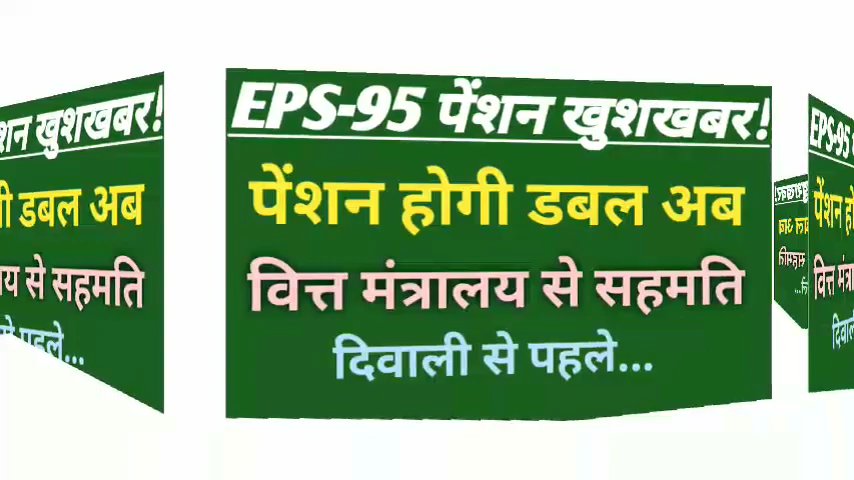 EPS-95 पेंशन खुशखबर!
पेंशन होगी डबल अब
वित्त मंत्रालय से सहमति
दिवाली से पहले...